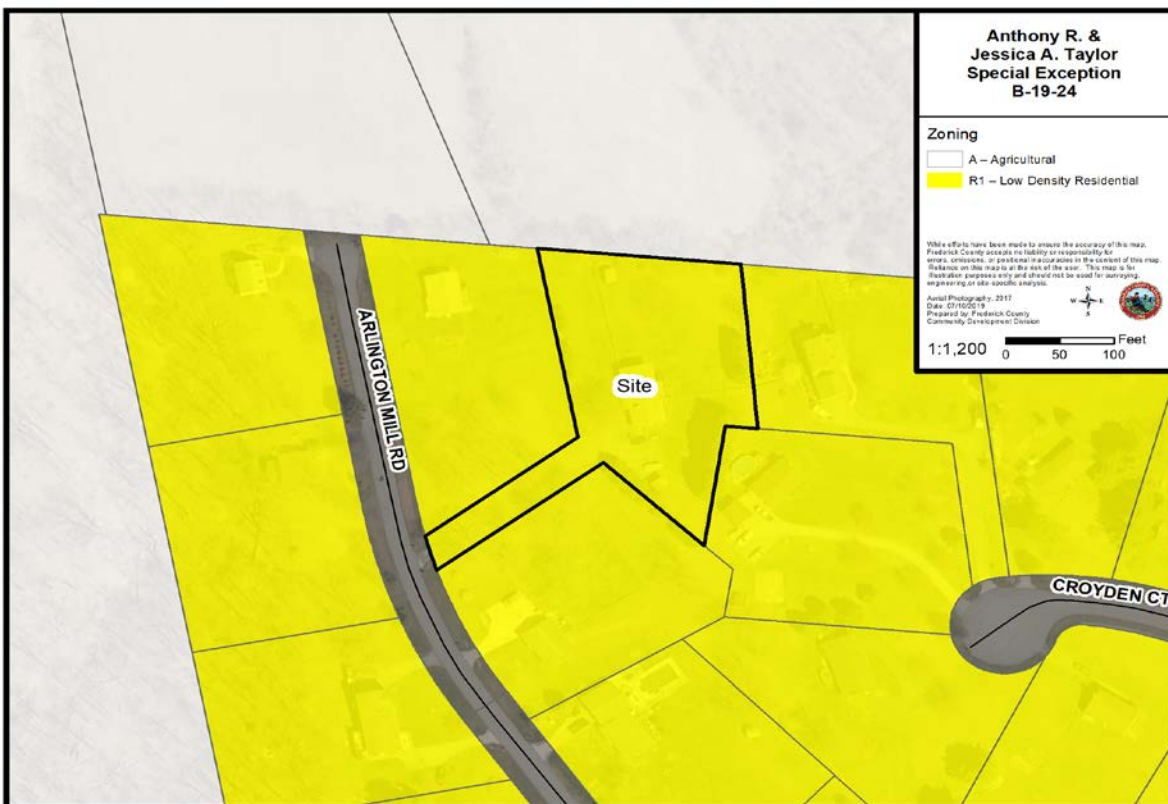 Anthony R. &
Jessica A. Taylor
Special Exception
B-19-24
Zoning
A – Agricultural
R1 – Low Density Residential
While efforts have been made to ensure the accuracy of this map,
Frederick County accepts no liability or responsibility for
errors, omissions, or positional inaccuracies in the content of this map.
Reliance on this map is at the risk of the user. This map is for
illustration purposes only and should not be used for surveying,
engineering, or site-specific analysis.
Aerial Photography: 2017
Date: 07/10/2019
Prepared by: Frederick County
Community Development Division
N
W E
S
1:1,200
0 50 100 Feet
Site
ARLINGTON MILL RD
CROYDEN CT